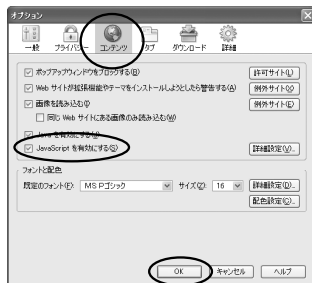 オプション
一般 プライバシー コンテンツ タブ ダウンロード 詳細
ポップアップウィンドウをブロックする(B) 許可サイト(L)
Web サイトが拡張機能やテーマをインストールしようとしたら警告する(A) 例外サイト(X)
画像を読み込む(I) 例外サイト(E)
同じ Web サイトにある画像のみ読み込む(W)
Java を有効にする(J)
JavaScript を有効にする(S) 詳細設定(V)...
フォントと配色
既定のフォント(F): MS Pゴシック サイズ(Z): 16 詳細設定(D)...
配色設定(C)...
OK キャンセル ヘルプ